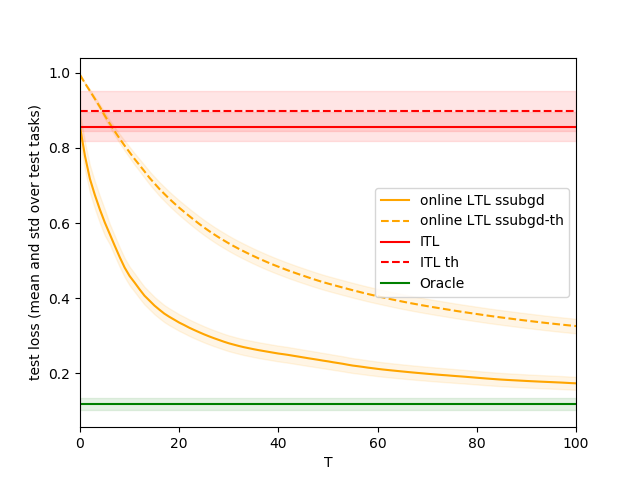 1.0
0.8
0.6
0.4
0.2
0
20
40
60
80
100
T
test loss (mean and std over test tasks)
online LTL ssubgd
online LTL ssubgd-th
ITL
ITL th
Oracle